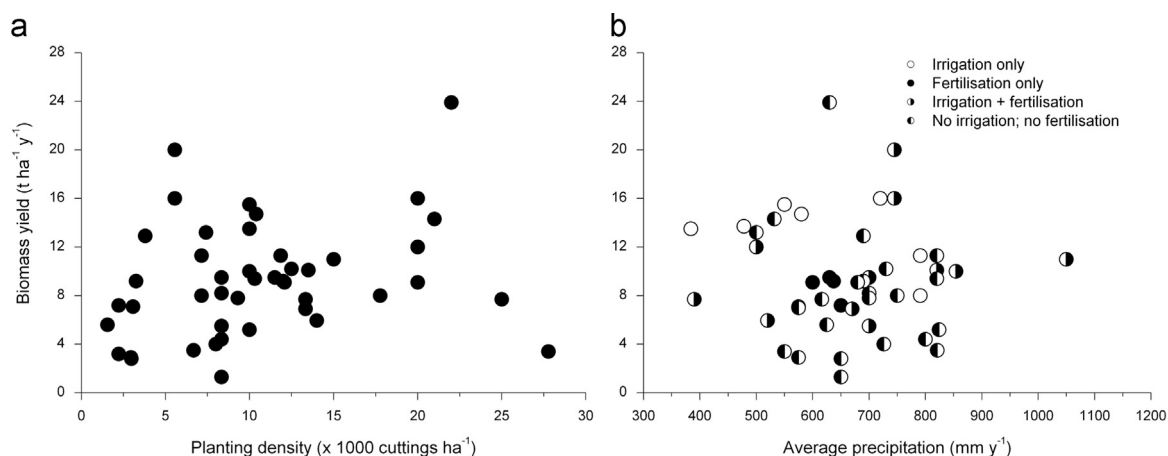 a
28
24
20
16
12
8
4
0
Biomass yield (t ha⁻¹ y⁻¹)
0 5 10 15 20 25 30
Planting density (x 1000 cuttings ha⁻¹)
b
28
24
20
16
12
8
4
0
Irrigation only
Fertilisation only
Irrigation + fertilisation
No irrigation; no fertilisation
300 400 500 600 700 800 900 1000 1100 1200
Average precipitation (mm y⁻¹)